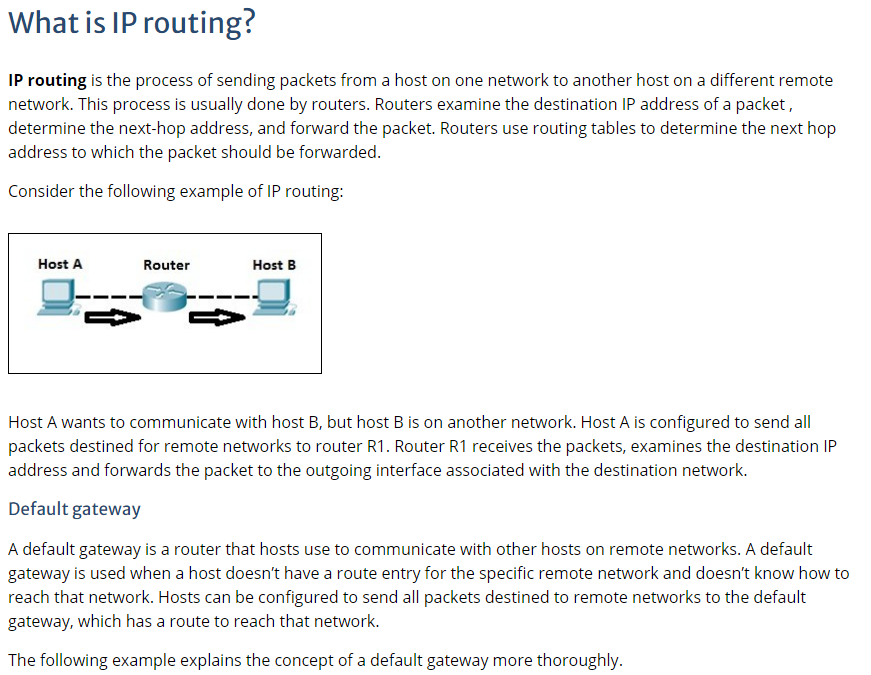 What is IP routing?
IP routing is the process of sending packets from a host on one network to another host on a different remote
network. This process is usually done by routers. Routers examine the destination IP address of a packet ,
determine the next-hop address, and forward the packet. Routers use routing tables to determine the next hop
address to which the packet should be forwarded.
Consider the following example of IP routing:
Host A Router Host B
Host A wants to communicate with host B, but host B is on another network. Host A is configured to send all
packets destined for remote networks to router R1. Router R1 receives the packets, examines the destination IP
address and forwards the packet to the outgoing interface associated with the destination network.
Default gateway
A default gateway is a router that hosts use to communicate with other hosts on remote networks. A default
gateway is used when a host doesn't have a route entry for the specific remote network and doesn't know how to
reach that network. Hosts can be configured to send all packets destined to remote networks to the default
gateway, which has a route to reach that network.
The following example explains the concept of a default gateway more thoroughly.